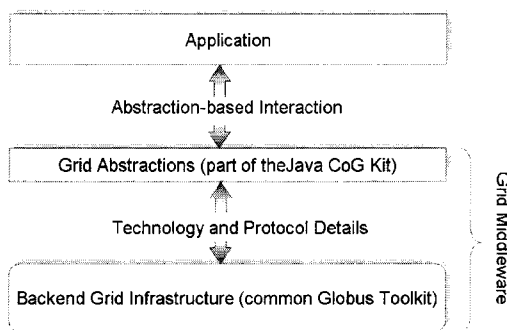 Application
Abstraction-based Interaction
Grid Abstractions (part of theJava CoG Kit)
Technology and Protocol Details
Backend Grid Infrastructure (common Globus Toolkit)
Grid Middleware